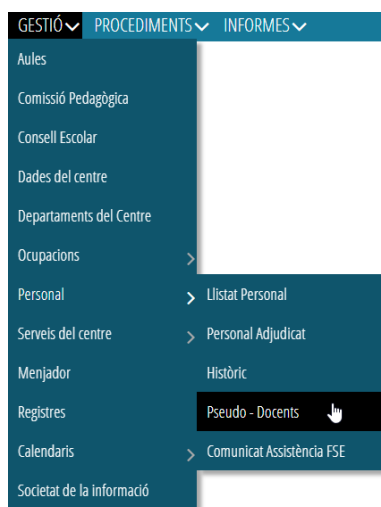 GESTIÓ PROCEDIMENTS INFORMES
Aules
Comissió Pedagògica
Consell Escolar
Dades del centre
Departaments del Centre
Ocupacions
Personal
Serveis del centre
Menjador
Registres
Calendaris
Societat de la informació
Llistat Personal
Personal Adjudicat
Històric
Pseudo - Docents
Comunicat Assistència FSE